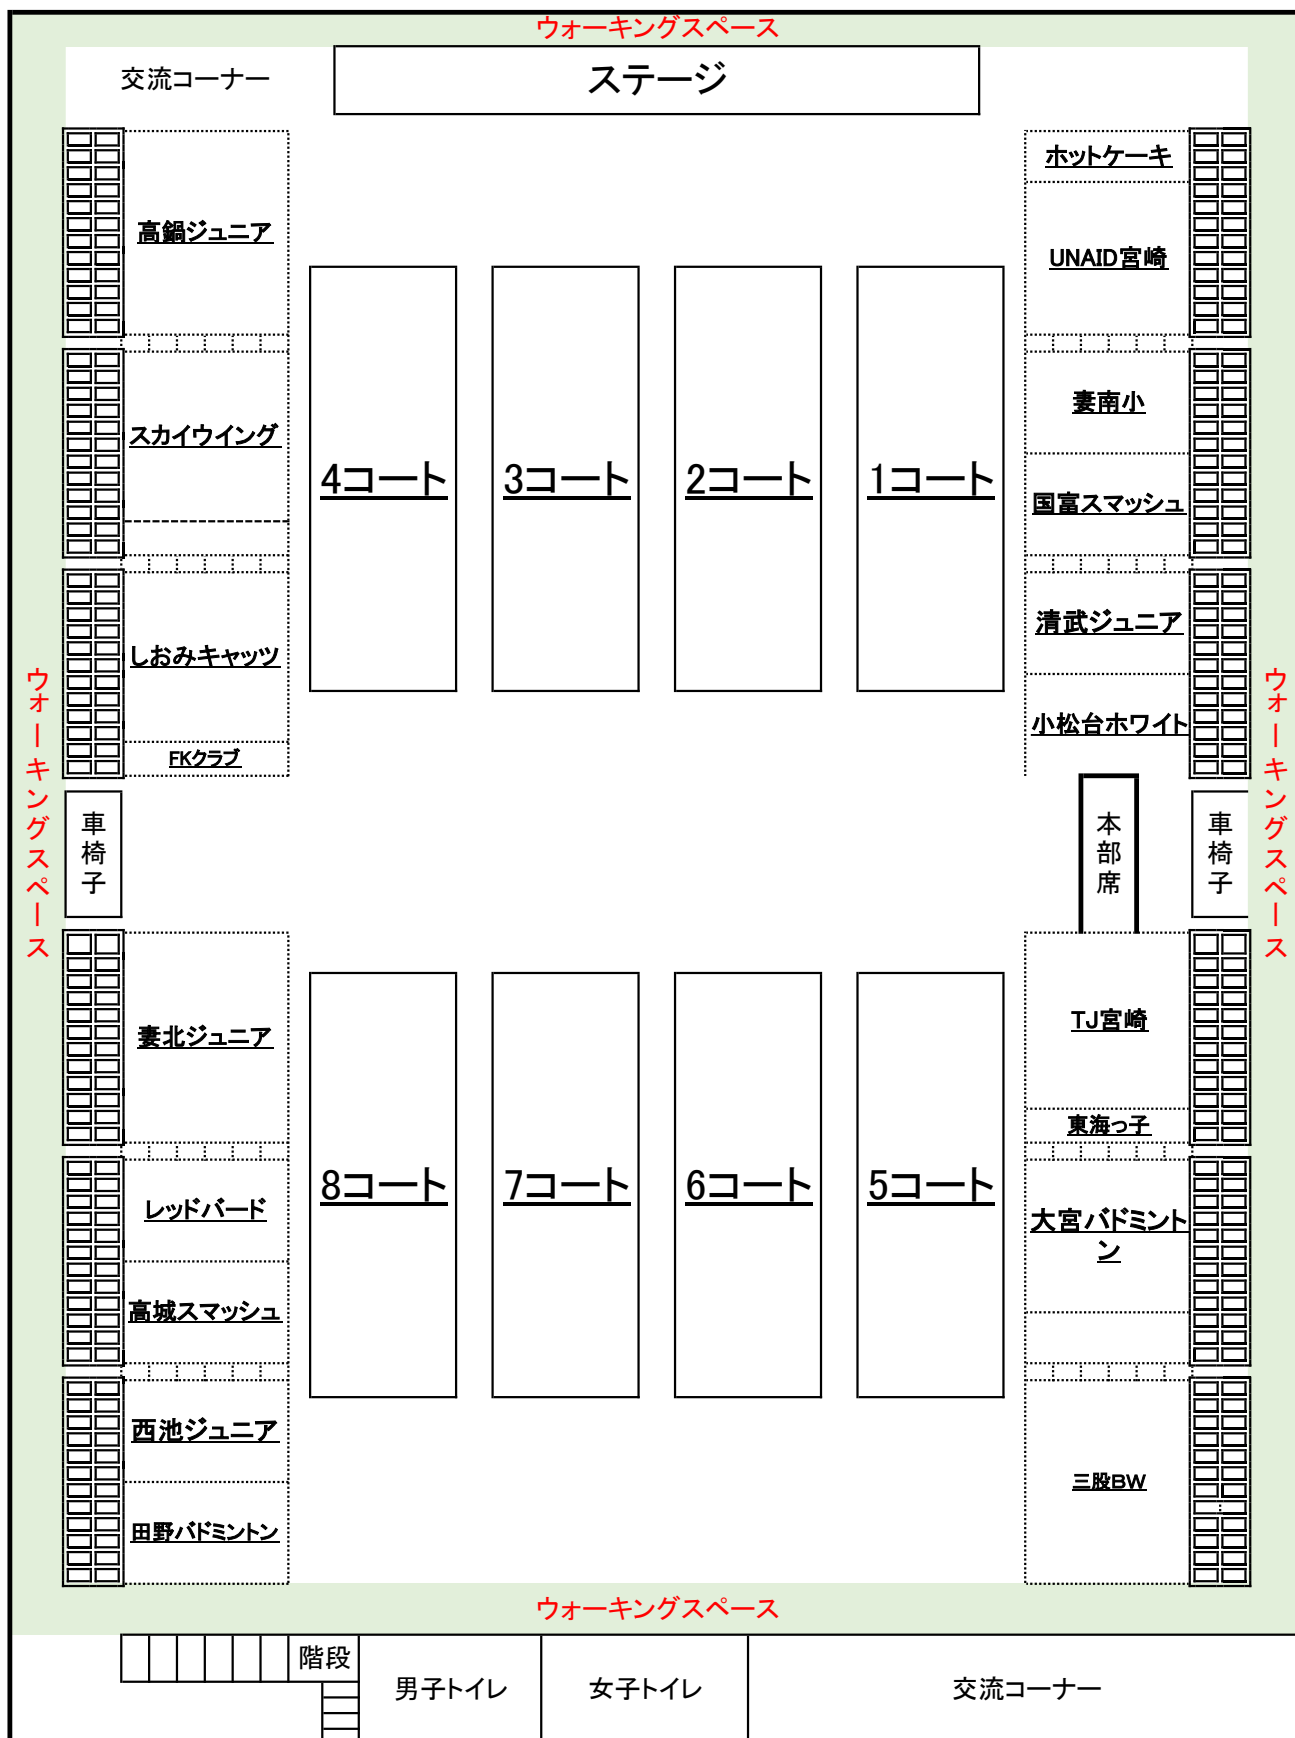 ウォーキングスペース
交流コーナー
ステージ
ホットケーキ
高鍋ジュニア
UNAID宮崎
妻南小
スカイウイング
4コート
3コート
2コート
1コート
国富スマッシュ
清武ジュニア
しおみキャッツ
小松台ホワイト
FKクラブ
ウォーキングスペース
ウォーキングスペース
車椅子
本部席
車椅子
妻北ジュニア
TJ宮崎
東海っ子
8コート
7コート
6コート
5コート
レッドバード
大宮バドミント
ン
高城スマッシュ
西池ジュニア
三股BW
田野バドミントン
ウォーキングスペース
階段
男子トイレ
女子トイレ
交流コーナー